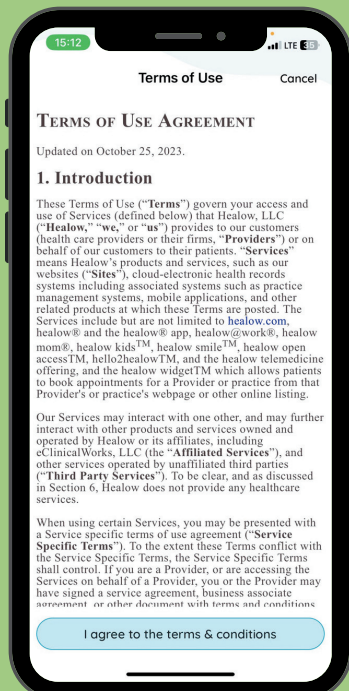 15:12
LTE 35
Terms of Use
Cancel
TERMS OF USE AGREEMENT
Updated on October 25, 2023.
1. Introduction
These Terms of Use (“Terms”) govern your access and
use of Services (defined below) that Healow, LLC
(“Healow,” “we,” or “us”) provides to our customers
(health care providers or their firms, “Providers”) or on
behalf of our customers to their patients. “Services”
means Healow’s products and services, such as our
websites (“Sites”), cloud-electronic health records
systems including associated systems such as practice
management systems, mobile applications, and other
related products at which these Terms are posted. The
Services include but are not limited to healow.com,
healow® and the healow® app, healow@work®, healow
mom®, healow kidsTM, healow smileTM, healow open
accessTM, hello2healowTM, and the healow telemedicine
offering, and the healow widgetTM which allows patients
to book appointments for a Provider or practice from that
Provider's or practice's webpage or other online listing.
Our Services may interact with one other, and may further
interact with other products and services owned and
operated by Healow or its affiliates, including
eClinicalWorks, LLC (the “Affiliated Services”), and
other services operated by unaffiliated third parties
(“Third Party Services”). To be clear, and as discussed
in Section 6, Healow does not provide any healthcare
services.
When using certain Services, you may be presented with
a Service specific terms of use agreement (“Service
Specific Terms”). To the extent these Terms conflict with
the Service Specific Terms, the Service Specific Terms
shall control. If you are a Provider, or are accessing the
Services on behalf of a Provider, you or the Provider may
have signed a service agreement, business associate
agreement, or other document with terms and conditions
I agree to the terms & conditions